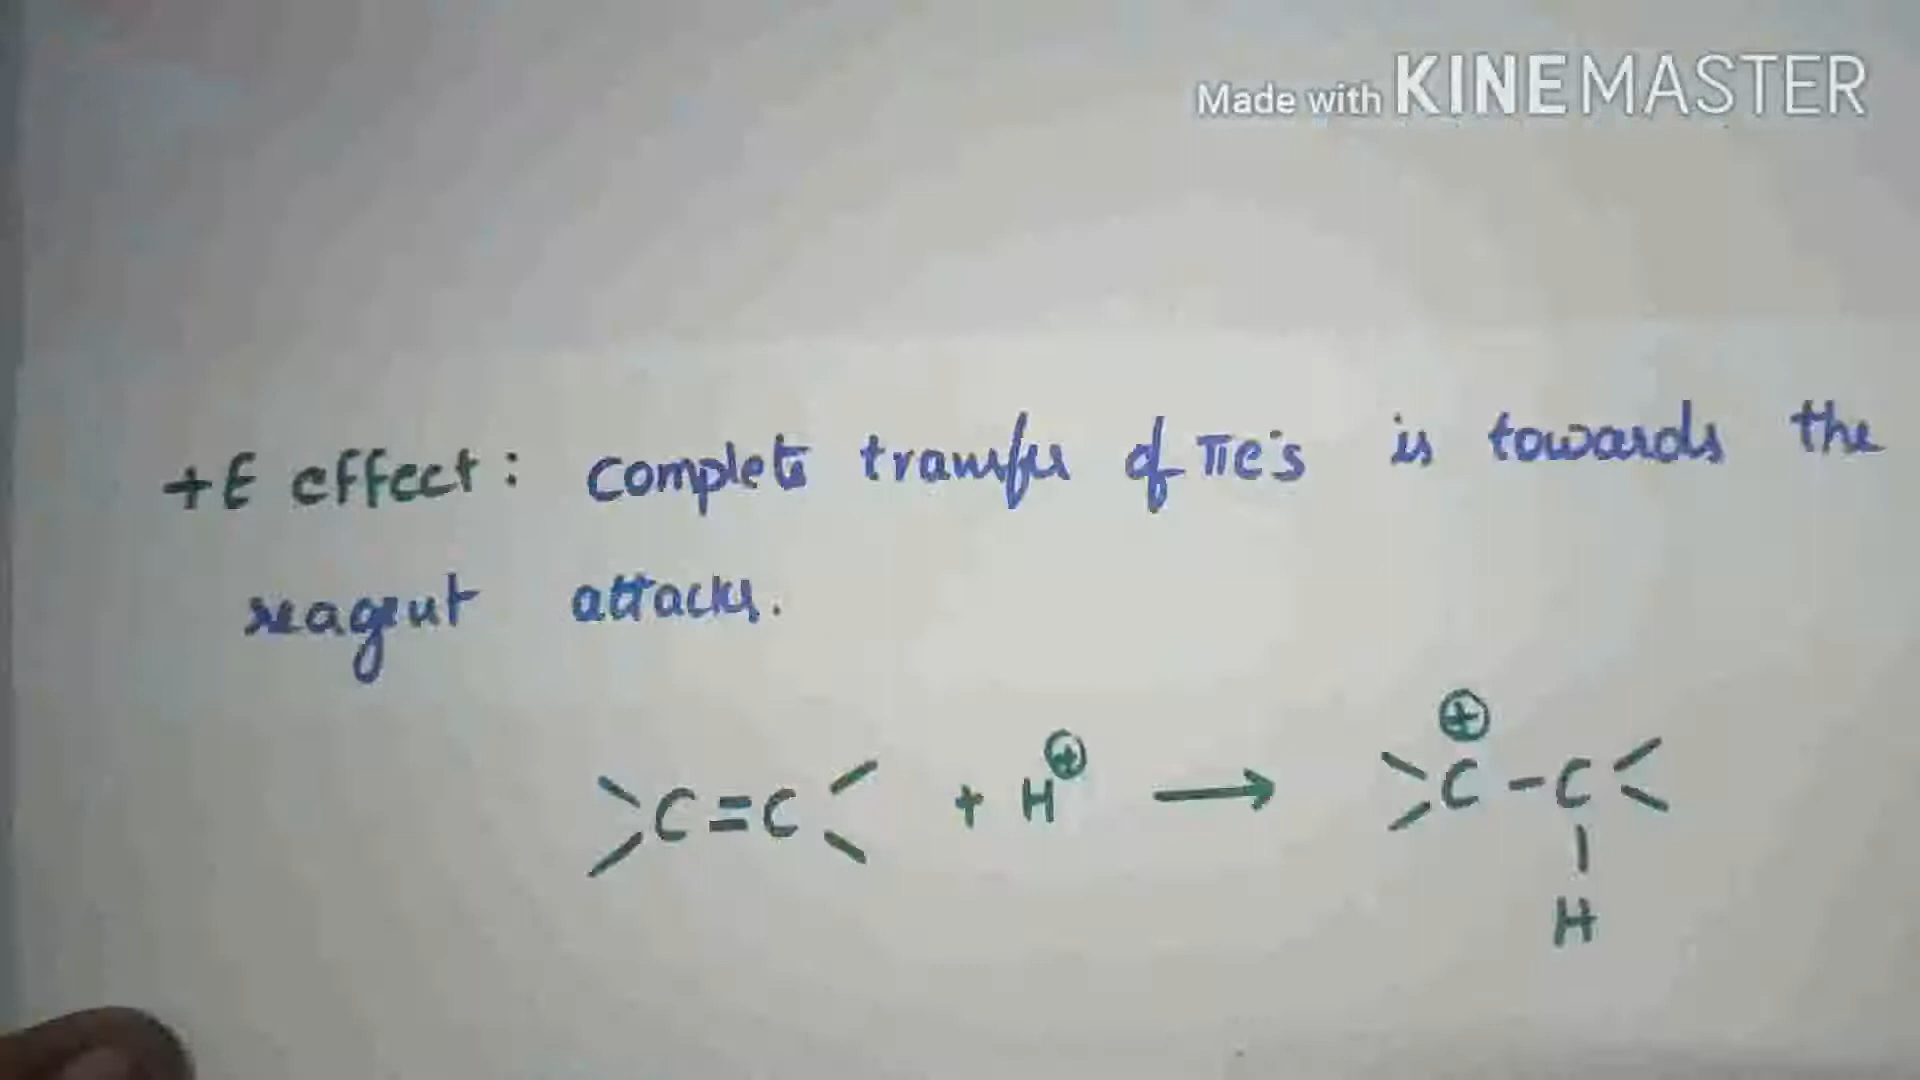 Made with KINEMASTER
+E effect: Complete transfer of πe's is towards the
reagent attacks.
>C=C< + H⊕ → >C⊕-C<
|
H